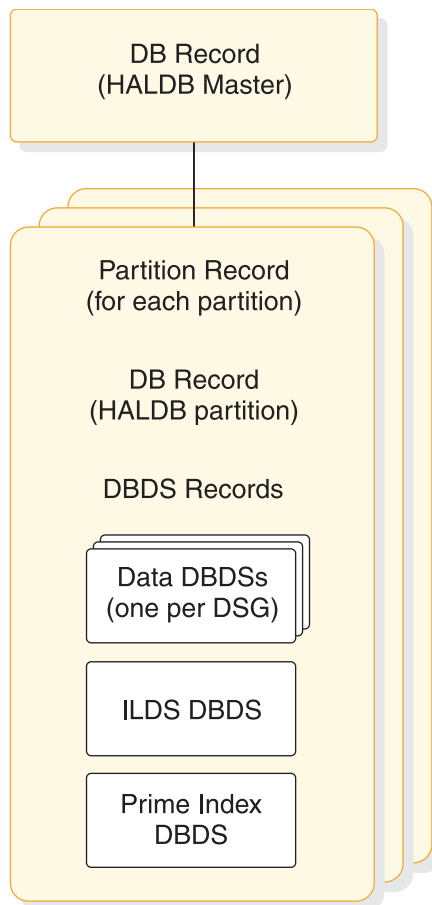 DB Record
(HALDB Master)
Partition Record
(for each partition)
DB Record
(HALDB partition)
DBDS Records
Data DBDSs
(one per DSG)
ILDS DBDS
Prime Index
DBDS